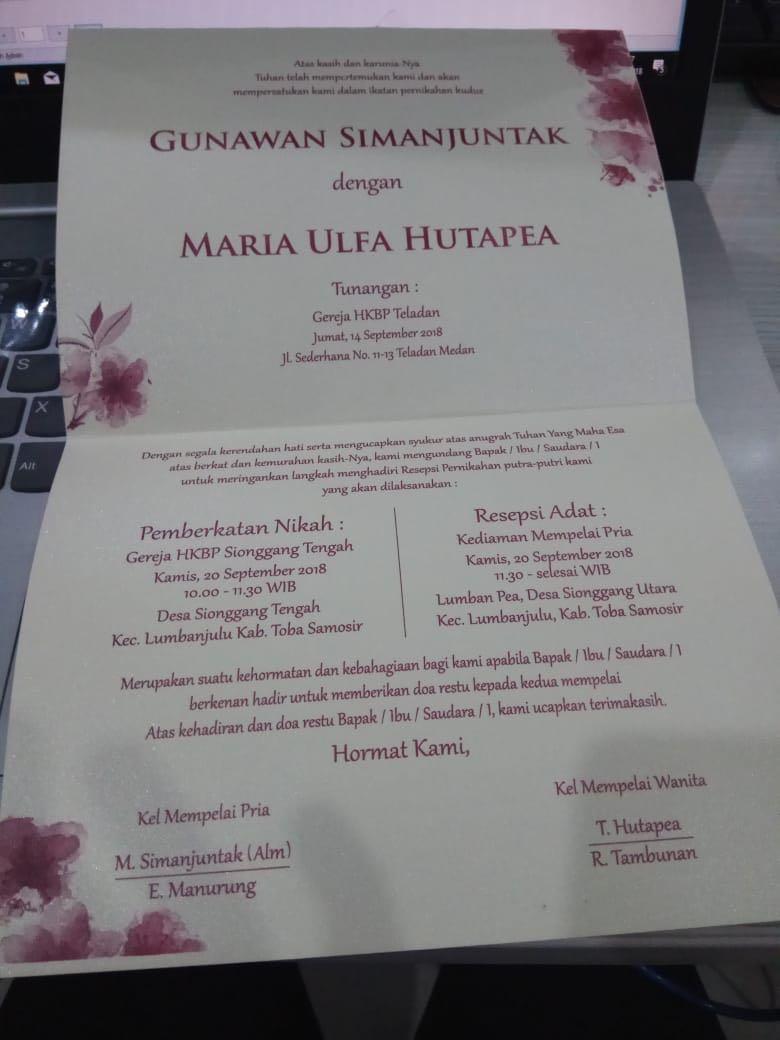 Atas kasih dan karunia-Nya
Tuhan telah mempertemukan kami dan akan
mempersatukan kami dalam ikatan pernikahan kudus
GUNAWAN SIMANJUNTAK
dengan
MARIA ULFA HUTAPEA
Tunangan :
Gereja HKBP Teladan
Jumat, 14 September 2018
Jl. Sederhana No. 11-13 Teladan Medan
Dengan segala kerendahan hati serta mengucapkan syukur atas anugrah Tuhan Yang Maha Esa
atas berkat dan kemurahan kasih-Nya, kami mengundang Bapak / Ibu / Saudara / I
untuk meringankan langkah menghadiri Resepsi Pernikahan putra-putri kami
yang akan dilaksanakan :
Pemberkatan Nikah :
Gereja HKBP Sionggang Tengah
Kamis, 20 September 2018
10.00 - 11.30 WIB
Desa Sionggang Tengah
Kec. Lumbanjulu Kab. Toba Samosir
Resepsi Adat :
Kediaman Mempelai Pria
Kamis, 20 September 2018
11.30 - selesai WIB
Lumban Pea, Desa Sionggang Utara
Kec. Lumbanjulu, Kab. Toba Samosir
Merupakan suatu kehormatan dan kebahagiaan bagi kami apabila Bapak / Ibu / Saudara / I
berkenan hadir untuk memberikan doa restu kepada kedua mempelai
Atas kehadiran dan doa restu Bapak / Ibu / Saudara / I, kami ucapkan terimakasih.
Hormat Kami,
Kel Mempelai Pria
M. Simanjuntak (Alm)
E. Manurung
Kel Mempelai Wanita
T. Hutapea
R. Tambunan
W
S
X
Alt